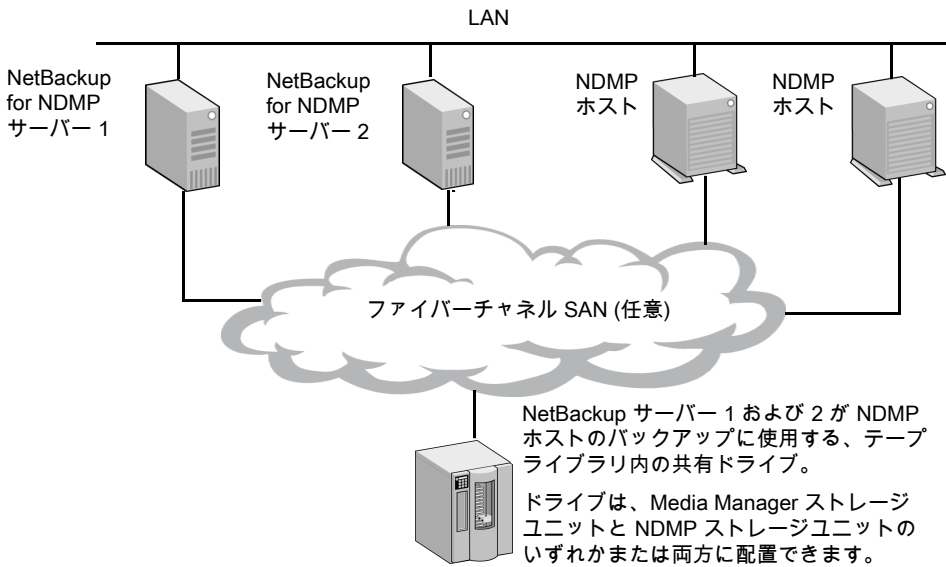 LAN
NetBackup
for NDMP
サーバー 1
NetBackup
for NDMP
サーバー 2
NDMP
ホスト
NDMP
ホスト
ファイバーチャネル SAN (任意)
NetBackup サーバー 1 および 2 が NDMP
ホストのバックアップに使用する、テープ
ライブラリ内の共有ドライブ。
ドライブは、Media Manager ストレージ
ユニットと NDMP ストレージユニットの
いずれかまたは両方に配置できます。